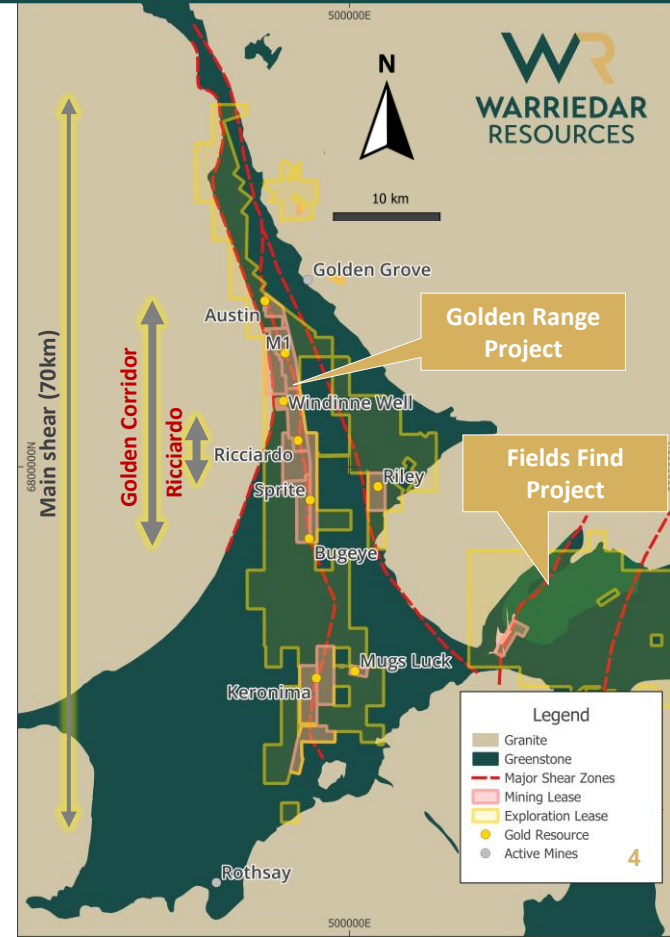 500000E
WR
WARRIEDAR
RESOURCES
N
10 km
Golden Grove
Austin
Golden Range
Project
M1
Windinne Well
Main shear (70km)
Golden Corridor
Ricciardo
6800000N
Ricciardo
Riley
Fields Find
Project
Sprite
Bugeye
Mugs Luck
Keronima
Legend
Granite
Greenstone
Major Shear Zones
Mining Lease
Exploration Lease
Gold Resource
Active Mines
4
Rothsay
500000E